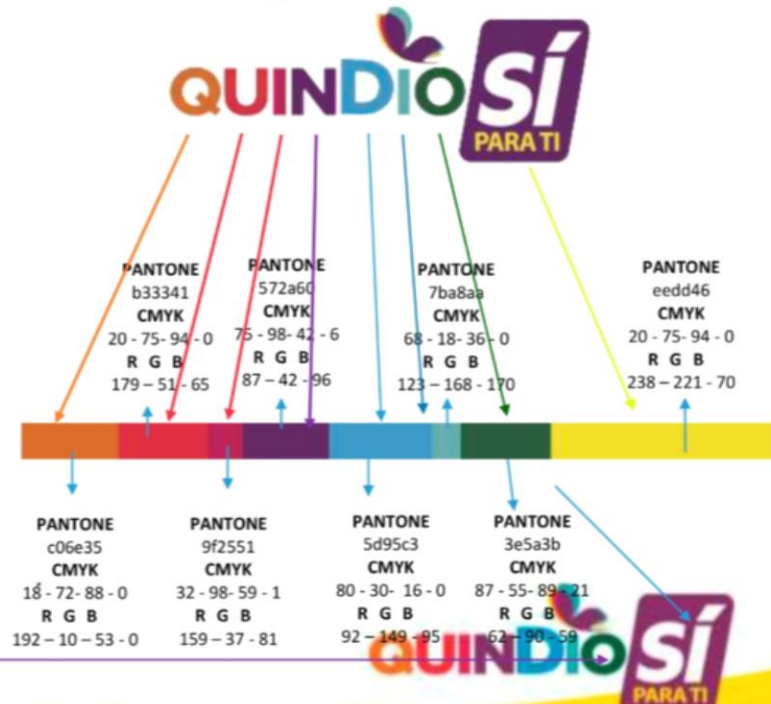 QUINDÍO SÍ
PARA TI
PANTONE
b33341
CMYK
20 - 75- 94 - 0
R G B
179 – 51 - 65
PANTONE
572a60
CMYK
75 - 98- 42 - 6
R G B
87 – 42 - 96
PANTONE
7ba8aa
CMYK
68 - 18- 36 - 0
R G B
123 – 168 - 170
PANTONE
eedd46
CMYK
20 - 75- 94 - 0
R G B
238 – 221 - 70
PANTONE
c06e35
CMYK
18 - 72- 88 - 0
R G B
192 – 10 – 53 - 0
PANTONE
9f2551
CMYK
32 - 98- 59 - 1
R G B
159 – 37 - 81
PANTONE
5d95c3
CMYK
80 - 30- 16 - 0
R G B
92 – 149 - 95
PANTONE
3e5a3b
CMYK
87 - 55- 89 - 21
R G B
62 – 90 - 59
QUINDÍO SÍ
PARA TI